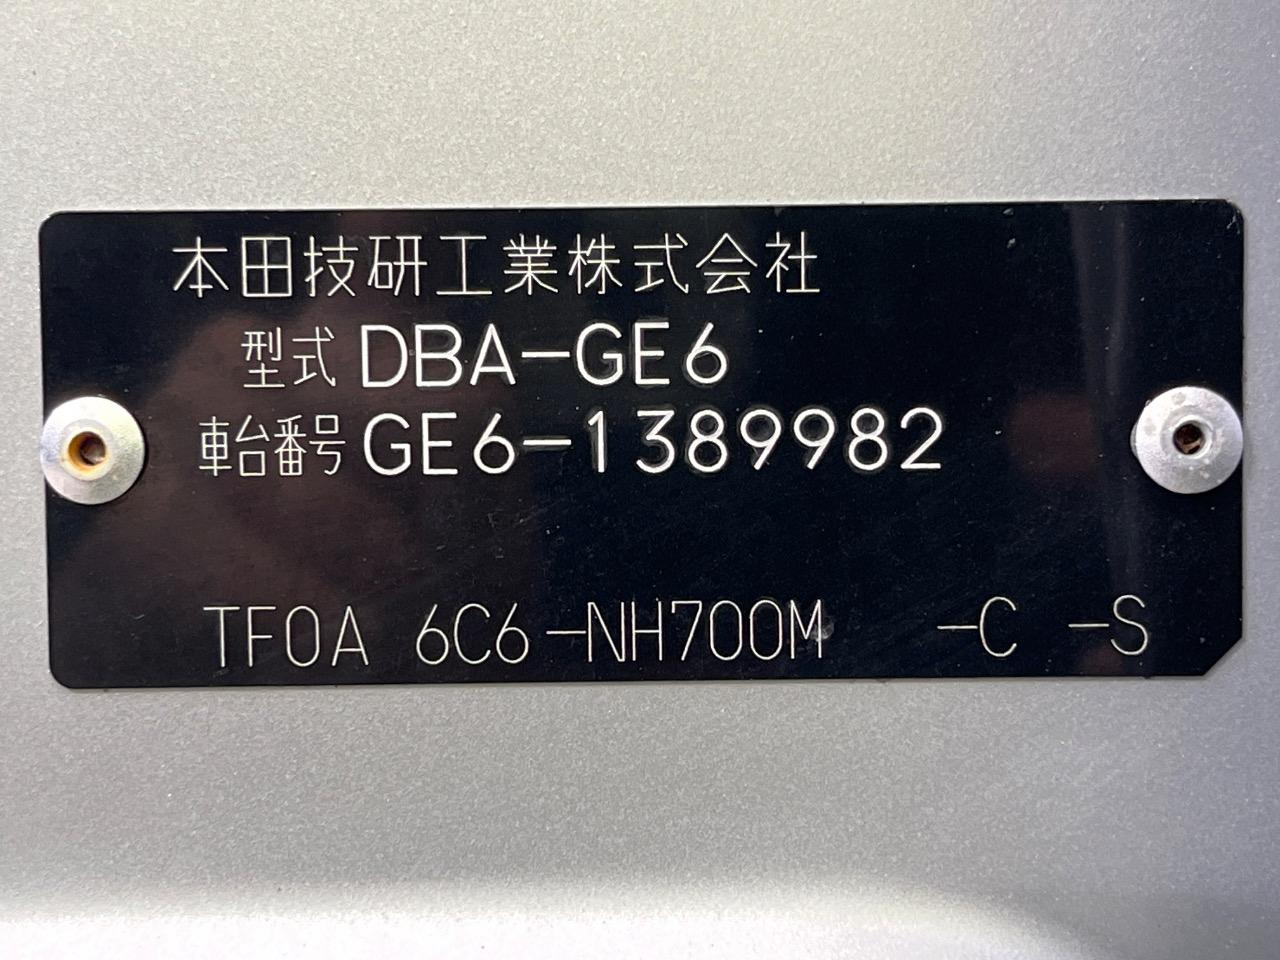 本田技研工業株式会社
型式 DBA-GE6
車台番号 GE6-1389982
TF0A 6C6-NH700M -C -S